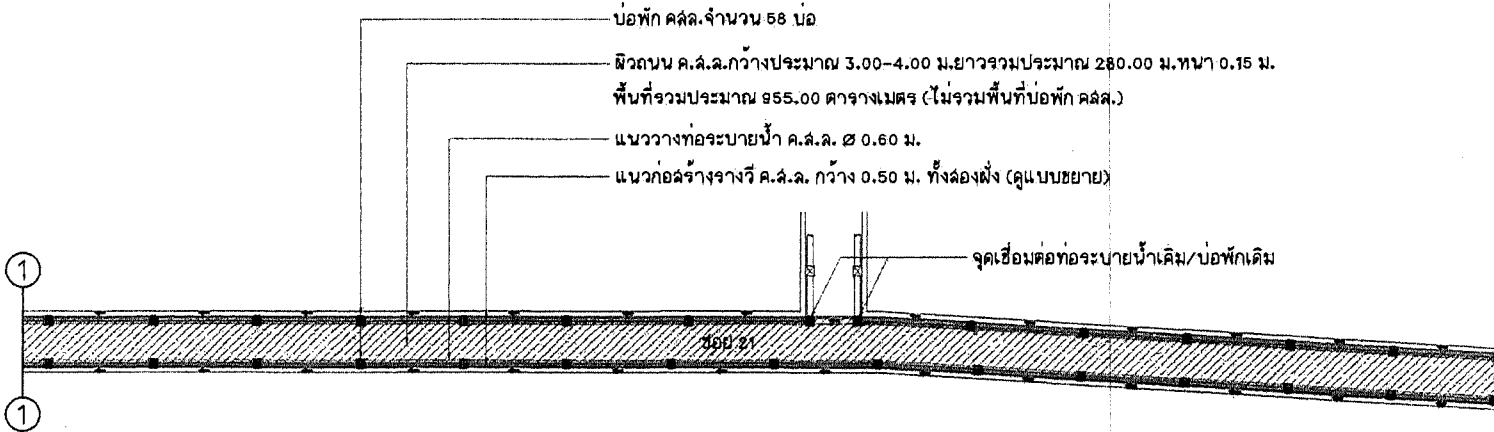 บ่อพัก คสล.จำนวน 58 บ่อ
ผิวถนน ค.ส.ล.กว้างประมาณ 3.00-4.00 ม.ยาวรวมประมาณ 280.00 ม.หนา 0.15 ม.
พื้นที่รวมประมาณ 955.00 ตารางเมตร (ไม่รวมพื้นที่บ่อพัก คสล.)
แนววางท่อระบายน้ำ ค.ส.ล. Ø 0.60 ม.
แนวก่อสร้างรางวี ค.ส.ล. กว้าง 0.50 ม. ทั้งสองฝั่ง (ดูแบบขยาย)
จุดเชื่อมต่อท่อระบายน้ำเดิม/บ่อพักเดิม
1
ซอย 21
1